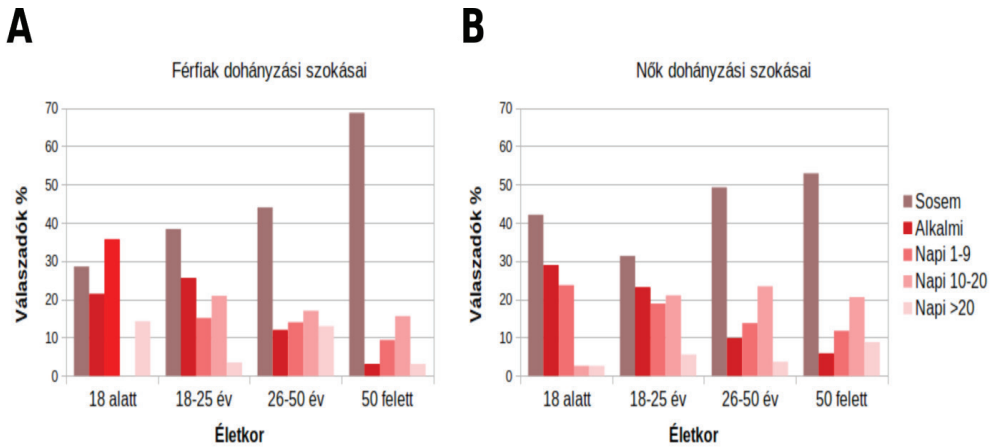 A
Férfiak dohányzási szokásai
Válaszadók %
70
60
50
40
30
20
10
0
18 alatt
18-25 év
26-50 év
50 felett
Életkor
B
Nők dohányzási szokásai
Válaszadók %
70
60
50
40
30
20
10
0
18 alatt
18-25 év
26-50 év
50 felett
Életkor
Sosem
Alkalmi
Napi 1-9
Napi 10-20
Napi >20